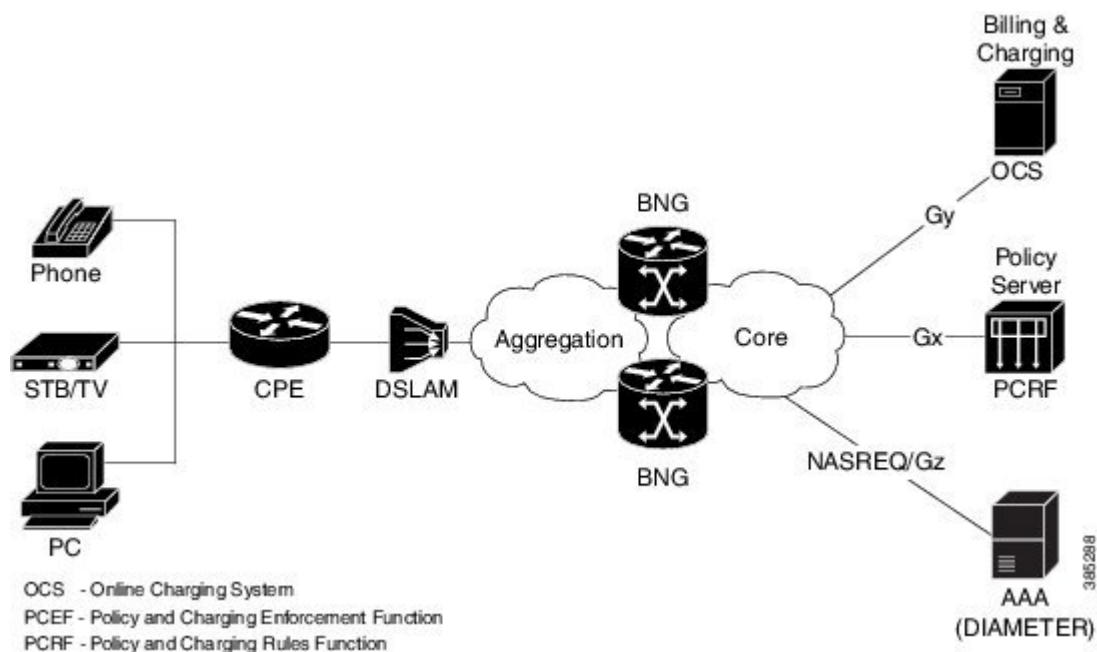 Billing &
Charging
OCS
BNG
Gy
Phone
Policy
Server
Aggregation
Core
Gx
STB/TV
CPE
DSLAM
PCRF
BNG
NASREQ/Gz
PC
385288
AAA
(DIAMETER)
OCS - Online Charging System
PCEF - Policy and Charging Enforcement Function
PCRF - Policy and Charging Rules Function